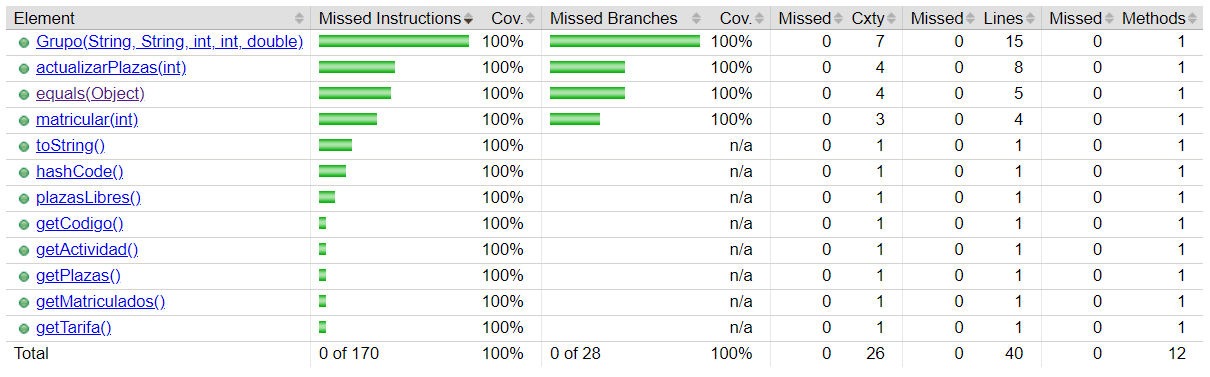 Element Missed Instructions Cov. Missed Branches Cov. Missed Cxty Missed Lines Missed Methods
Grupo(String, String, int, int, double) 100% 100% 0 7 0 15 0 1
actualizarPlazas(int) 100% 100% 0 4 0 8 0 1
equals(Object) 100% 100% 0 4 0 5 0 1
matricular(int) 100% 100% 0 3 0 4 0 1
toString() 100% n/a 0 1 0 1 0 1
hashCode() 100% n/a 0 1 0 1 0 1
plazasLibres() 100% n/a 0 1 0 1 0 1
getCodigo() 100% n/a 0 1 0 1 0 1
getActividad() 100% n/a 0 1 0 1 0 1
getPlazas() 100% n/a 0 1 0 1 0 1
getMatriculados() 100% n/a 0 1 0 1 0 1
getTarifa() 100% n/a 0 1 0 1 0 1
Total 0 of 170 100% 0 of 28 100% 0 26 0 40 0 12